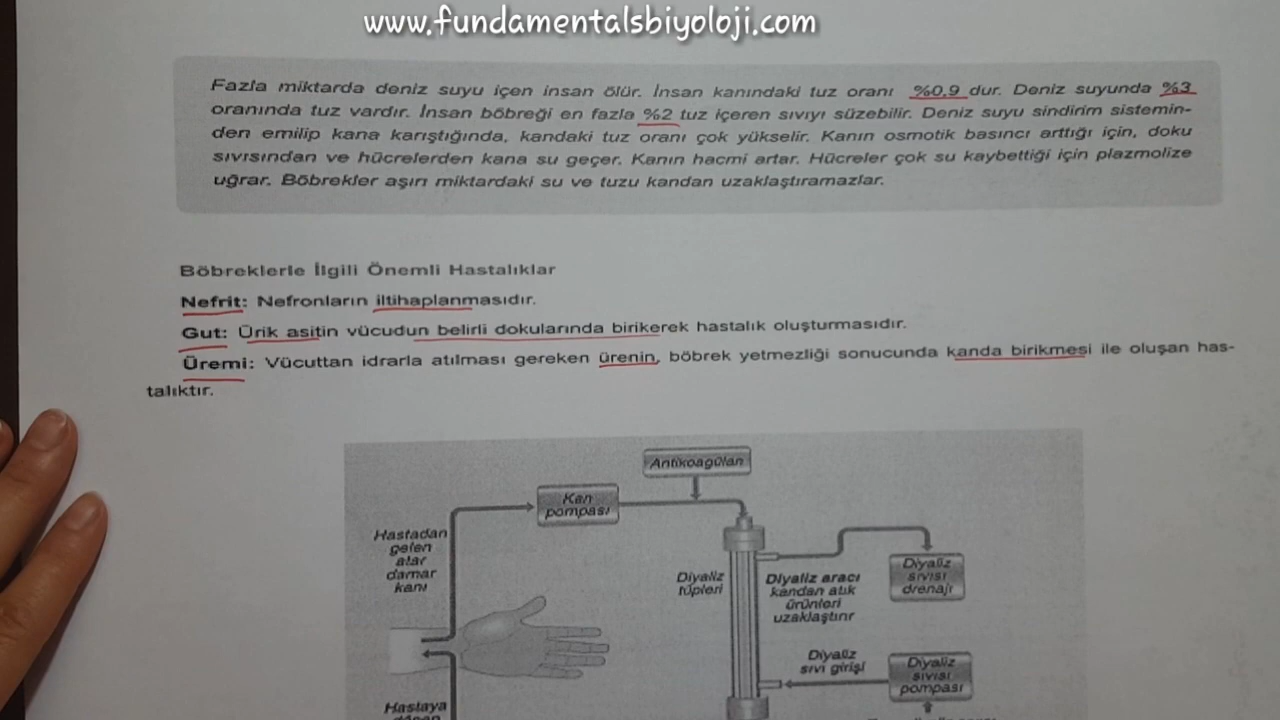 www.fundamentalsbiyoloji.com
Fazla miktarda deniz suyu içen insan ölür. İnsan kanındaki tuz oranı %0,9 dur. Deniz suyunda %3
oranında tuz vardır. İnsan böbreği en fazla %2 tuz içeren sıvıyı süzebilir. Deniz suyu sindirim sistemin-
den emilip kana karıştığında, kandaki tuz oranı çok yükselir. Kanın osmotik basıncı arttığı için, doku
sıvısından ve hücrelerden kana su geçer. Kanın hacmi artar. Hücreler çok su kaybettiği için plazmolize
uğrar. Böbrekler aşırı miktardaki su ve tuzu kandan uzaklaştıramazlar.
Böbreklerle İlgili Önemli Hastalıklar
Nefrit: Nefronların iltihaplanmasıdır.
Gut: Ürik asitin vücudun belirli dokularında birikerek hastalık oluşturmasıdır.
Üremi: Vücuttan idrarla atılması gereken ürenin, böbrek yetmezliği sonucunda kanda birikmesi ile oluşan has-
talıktır.
Antikoagülan
Kan
pompası
Hastadan
gelen
atar
damar
kanı
Diyaliz
tüpleri
Diyaliz aracı
kandan atık
ürünleri
uzaklaştırır
Diyaliz
sıvısı
drenajı
Diyaliz
sıvı girişi
Diyaliz
sıvısı
pompası
Hastaya